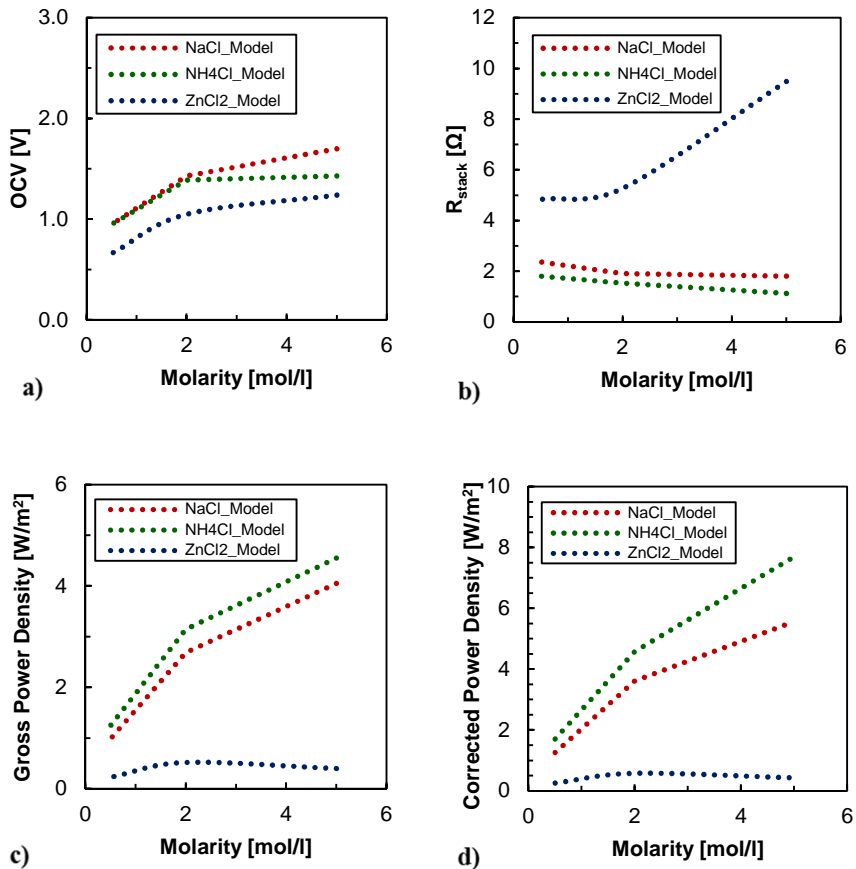 3.0
2.0
1.0
0.0
OCV [V]
NaCl_Model
NH4Cl_Model
ZnCl2_Model
0 2 4 6
Molarity [mol/l]
a)
12
10
8
6
4
2
0
R_stack [Ω]
NaCl_Model
NH4Cl_Model
ZnCl2_Model
0 2 4 6
Molarity [mol/l]
b)
6
4
2
0
Gross Power Density [W/m²]
NaCl_Model
NH4Cl_Model
ZnCl2_Model
0 2 4 6
Molarity [mol/l]
c)
10
8
6
4
2
0
Corrected Power Density [W/m²]
NaCl_Model
NH4Cl_Model
ZnCl2_Model
0 2 4 6
Molarity [mol/l]
d)